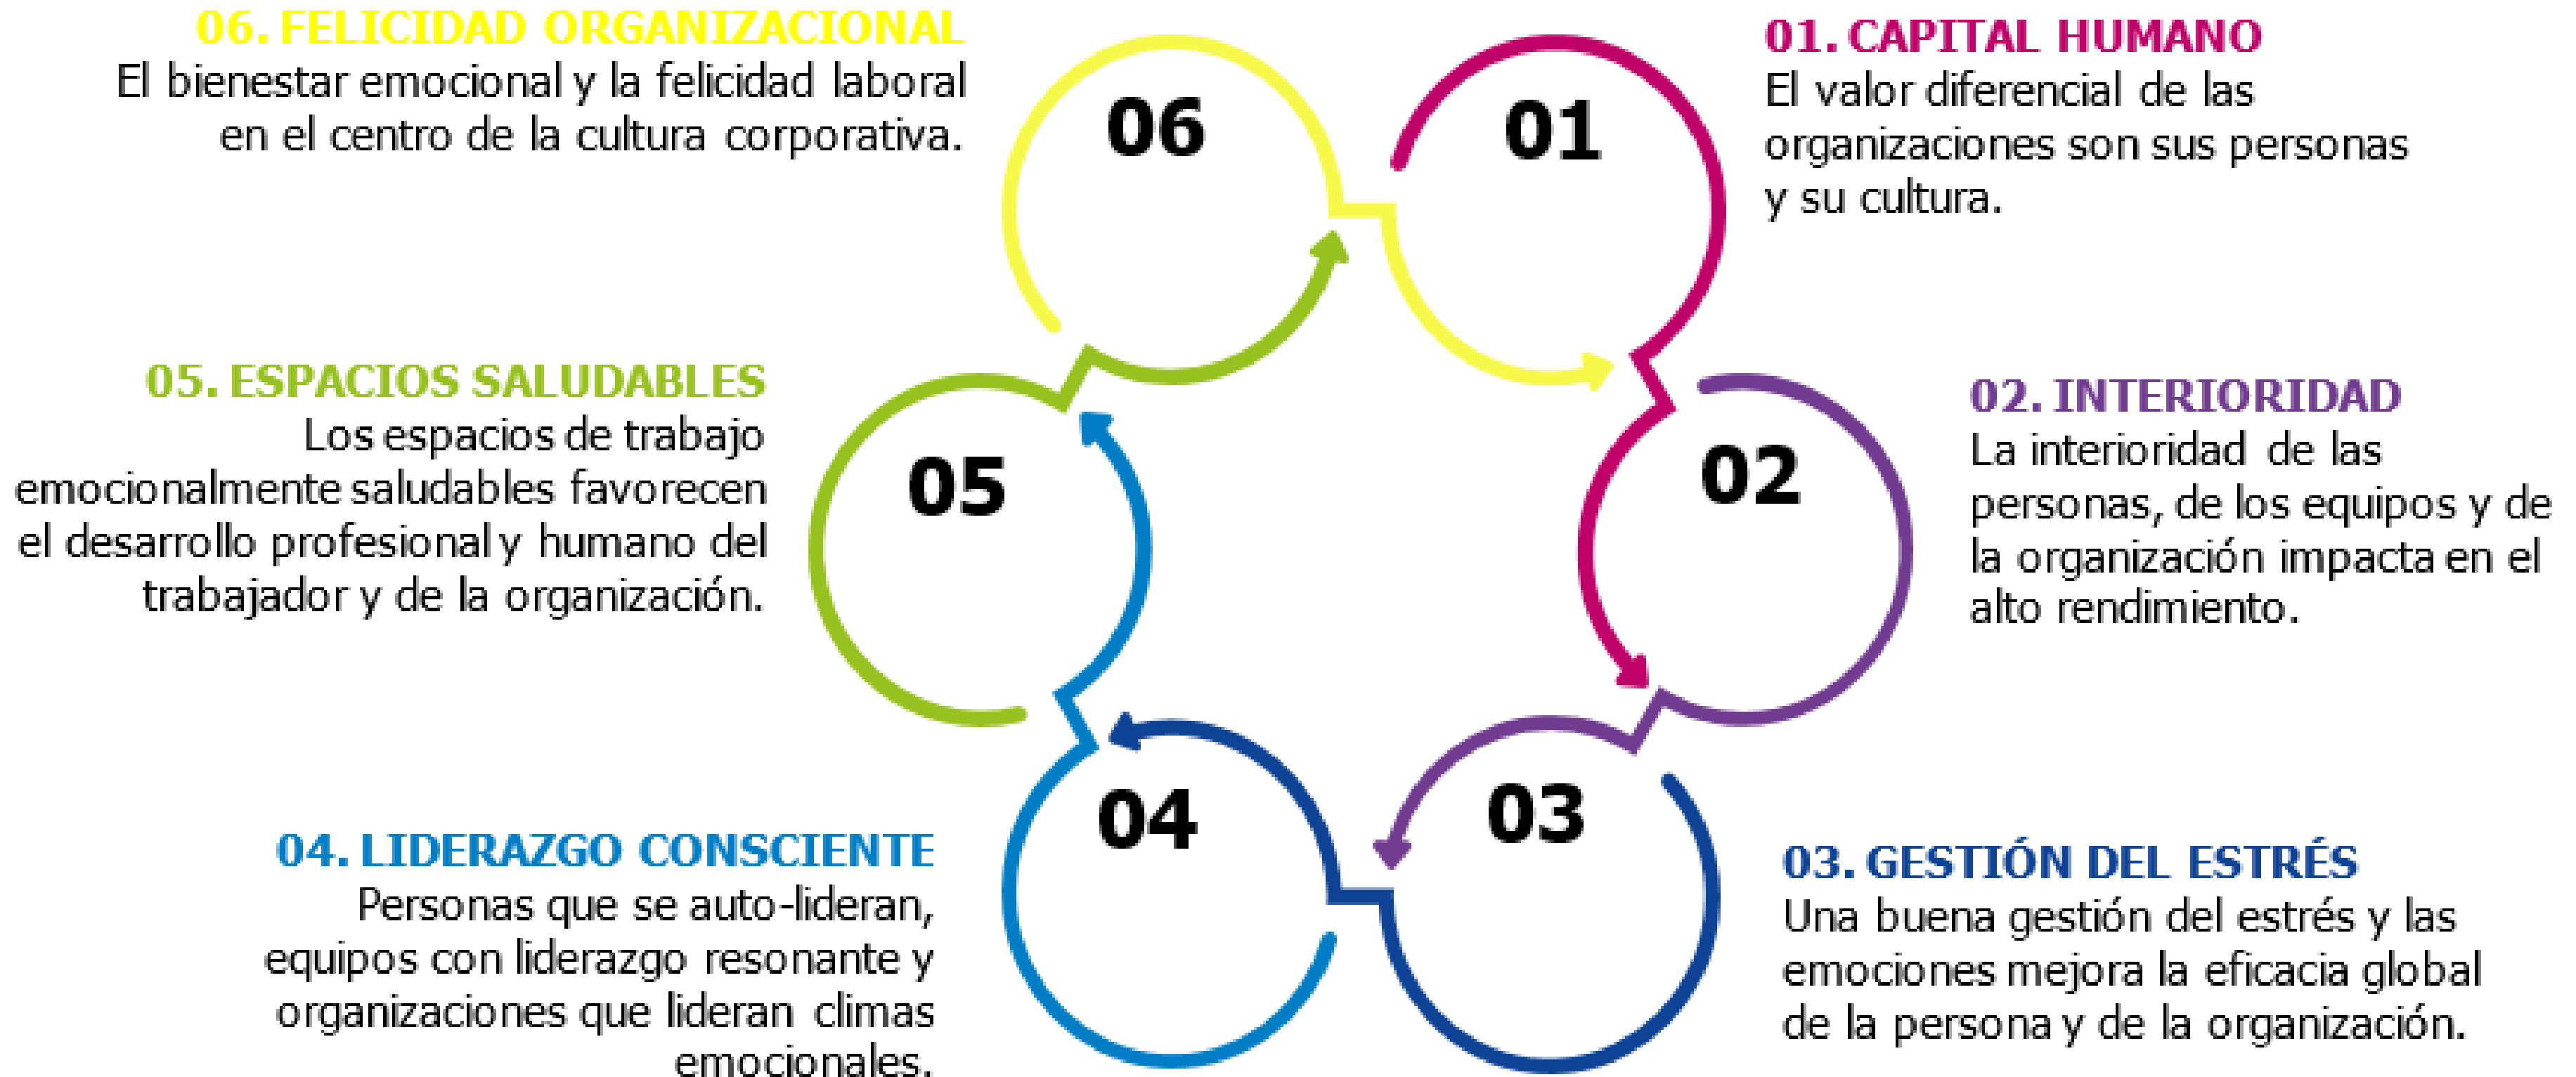 06. FELICIDAD ORGANIZACIONAL
El bienestar emocional y la felicidad laboral
en el centro de la cultura corporativa.
06
01
01. CAPITAL HUMANO
El valor diferencial de las
organizaciones son sus personas
y su cultura.
05. ESPACIOS SALUDABLES
Los espacios de trabajo
emocionalmente saludables favorecen
el desarrollo profesional y humano del
trabajador y de la organización.
05
02
02. INTERIORIDAD
La interioridad de las
personas, de los equipos y de
la organización impacta en el
alto rendimiento.
04. LIDERAZGO CONSCIENTE
Personas que se auto-lideran,
equipos con liderazgo resonante y
organizaciones que lideran climas
emocionales.
04
03
03. GESTIÓN DEL ESTRÉS
Una buena gestión del estrés y las
emociones mejora la eficacia global
de la persona y de la organización.